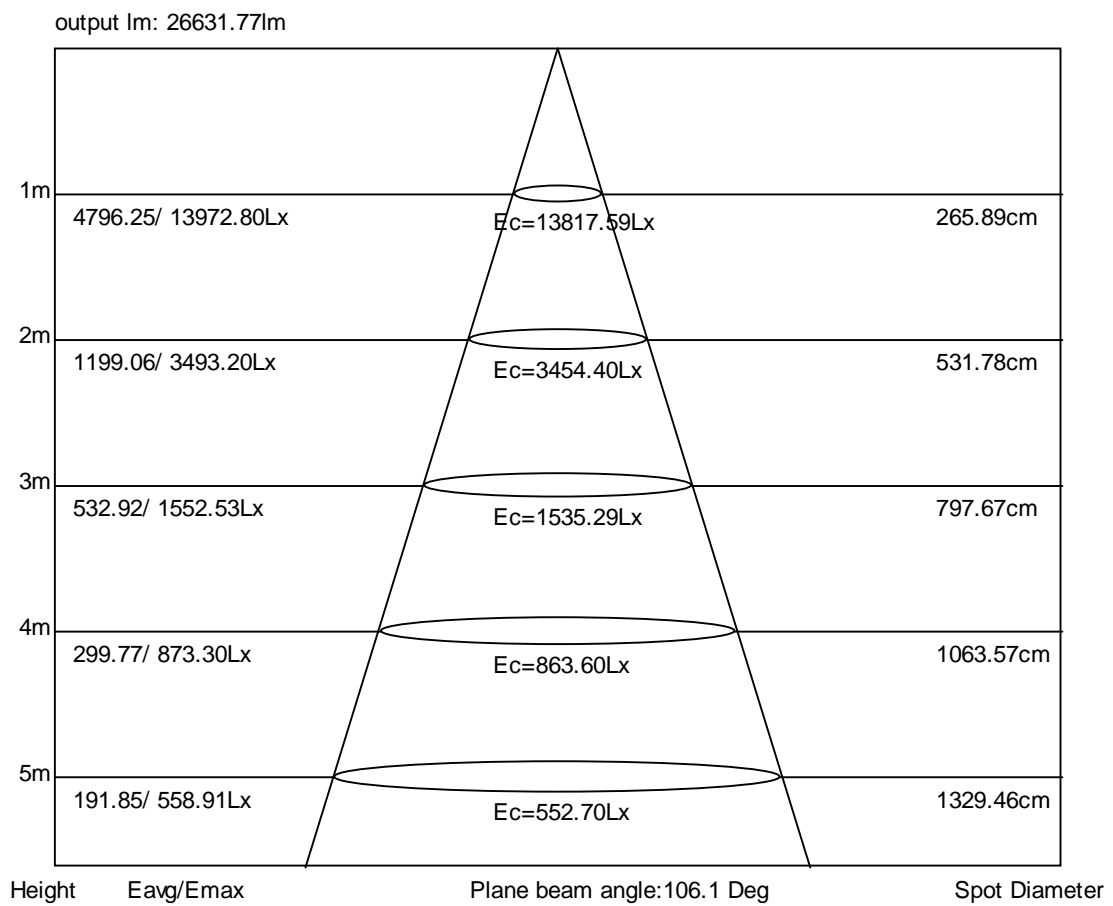 output lm: 26631.77lm
1m
4796.25/ 13972.80Lx
Ec=13817.59Lx
265.89cm
2m
1199.06/ 3493.20Lx
Ec=3454.40Lx
531.78cm
3m
532.92/ 1552.53Lx
Ec=1535.29Lx
797.67cm
4m
299.77/ 873.30Lx
Ec=863.60Lx
1063.57cm
5m
191.85/ 558.91Lx
Ec=552.70Lx
1329.46cm
Height
Eavg/Emax
Plane beam angle:106.1 Deg
Spot Diameter